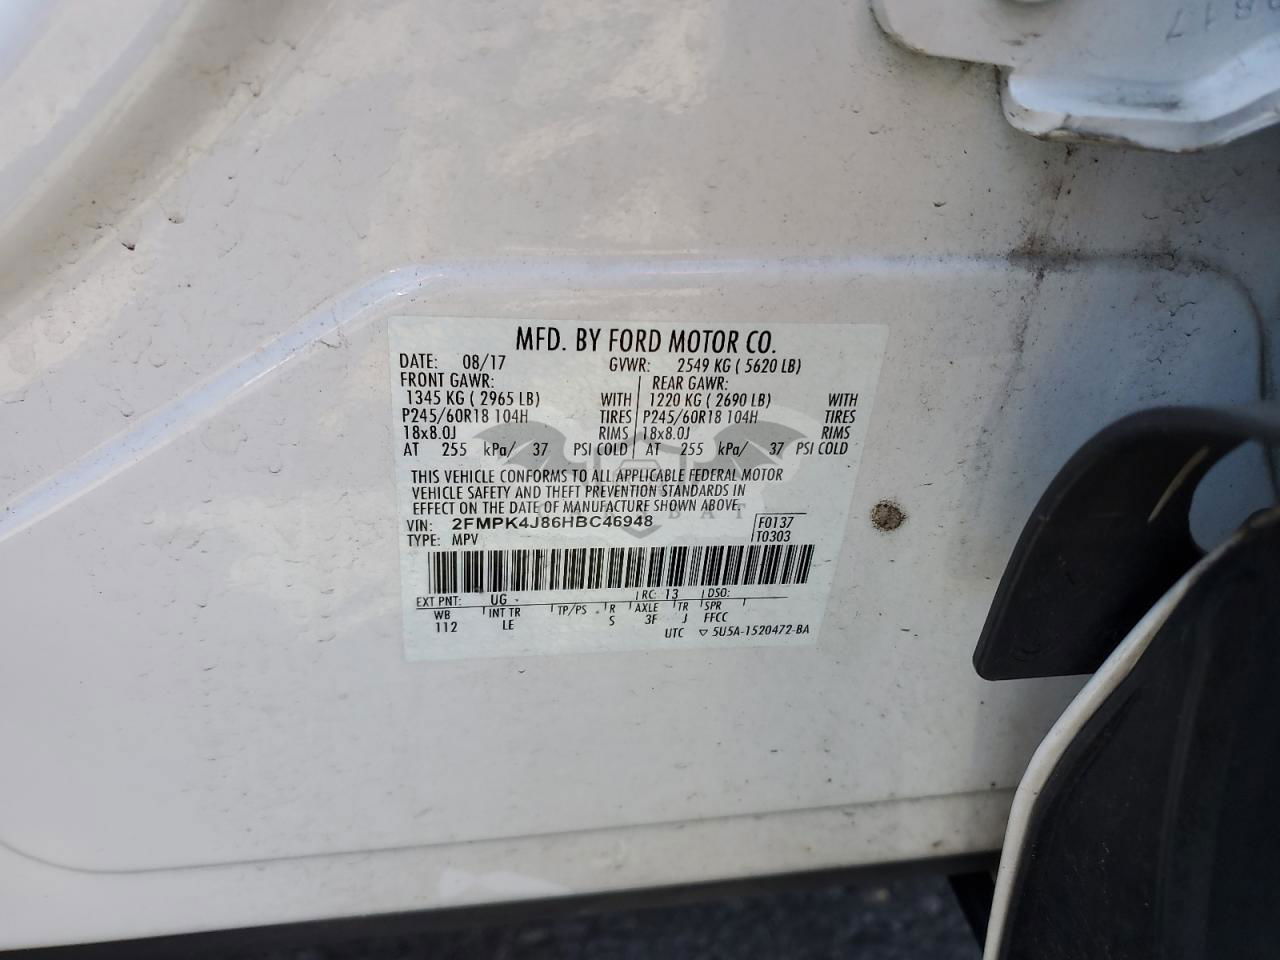 MFD. BY FORD MOTOR CO.
DATE: 08/17 GVWR: 2549 KG ( 5620 LB)
FRONT GAWR: REAR GAWR:
1345 KG ( 2965 LB) WITH 1220 KG ( 2690 LB) WITH
P245/60R18 104H TIRES P245/60R18 104H TIRES
18x8.0J RIMS 18x8.0J RIMS
AT 255 kPa/ 37 PSI COLD AT 255 kPa/ 37 PSI COLD
THIS VEHICLE CONFORMS TO ALL APPLICABLE FEDERAL MOTOR
VEHICLE SAFETY AND THEFT PREVENTION STANDARDS IN
EFFECT ON THE DATE OF MANUFACTURE SHOWN ABOVE.
VIN: 2FMPK4J86HBC46948 F0137
TYPE: MPV T0303
EXT PNT: UG RC: 13 DSO:
WB INT TR TP/PS R AXLE TR SPR
112 LE S 3F J FFCC
UTC ▽ 5U5A-1520472-BA